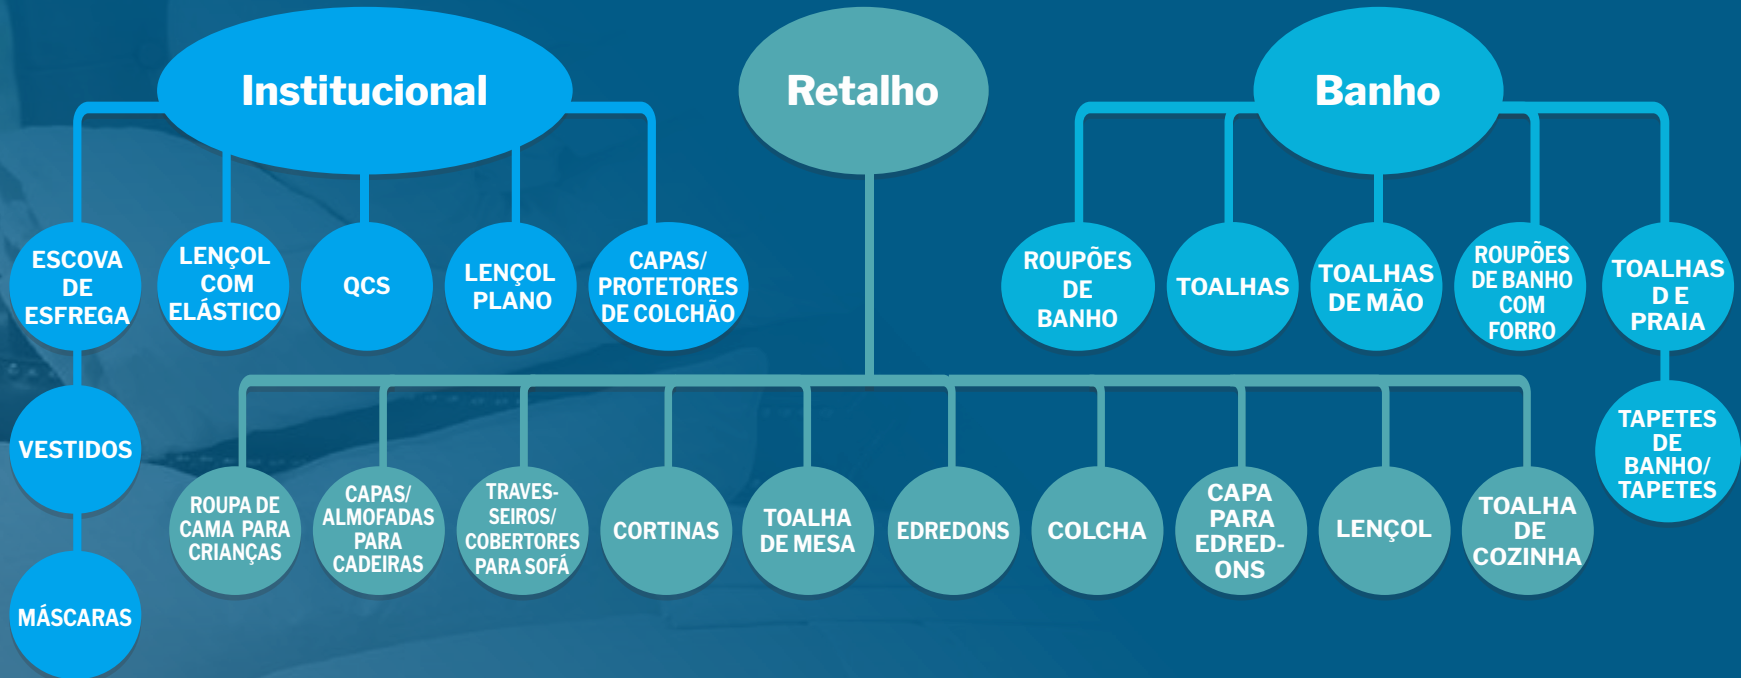 Institucional
Retalho
Banho
ESCOVA
DE
ESFREGA
LENÇOL
COM
ELÁSTICO
QCS
LENÇOL
PLANO
CAPAS/
PROTETORES
DE COLCHÃO
ROUPÕES
DE
BANHO
TOALHAS
TOALHAS
DE MÃO
ROUPÕES
DE BANHO
COM
FORRO
TOALHAS
D E
PRAIA
VESTIDOS
MÁSCARAS
TAPETES
DE
BANHO/
TAPETES
ROUPA DE
CAMA PARA
CRIANÇAS
CAPAS/
ALMOFADAS
PARA
CADEIRAS
TRAVES-
SEIROS/
COBERTORES
PARA SOFÁ
CORTINAS
TOALHA
DE MESA
EDREDONS
COLCHA
CAPA
PARA
EDRED-
ONS
LENÇOL
TOALHA
DE
COZINHA